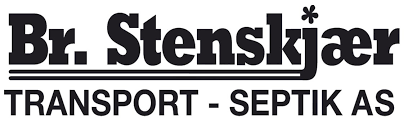 Br. Stenskjær
TRANSPORT - SEPTIK AS